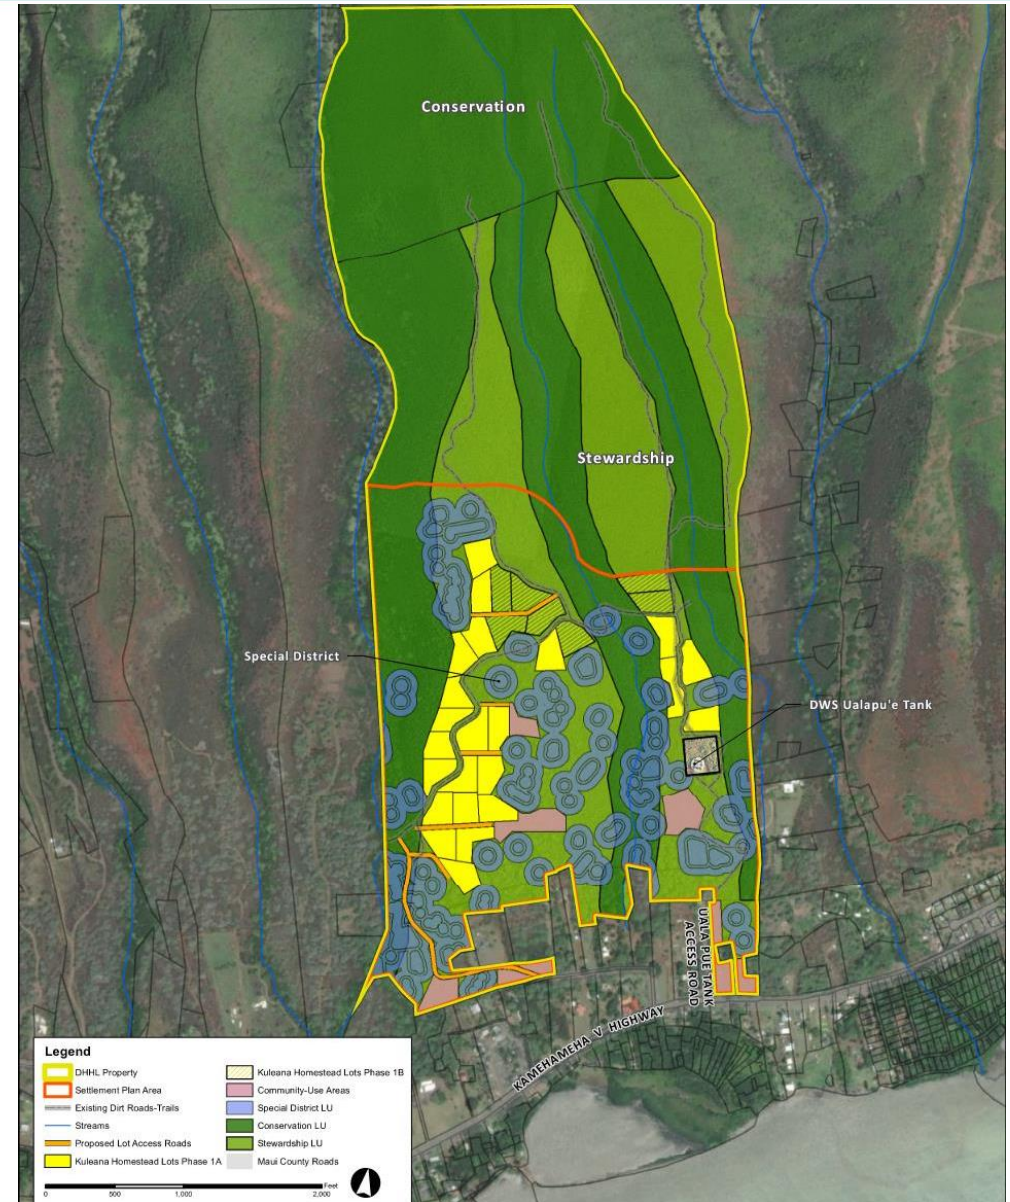 Conservation
Stewardship
Special District
DWS Ualapu'e Tank
UALA PUE TANK
ACCESS ROAD
KAMEHAMEHA V HIGHWAY
Legend
DHHL Property
Settlement Plan Area
Existing Dirt Roads-Trails
Streams
Proposed Lot Access Roads
Kuleana Homestead Lots Phase 1A
Kuleana Homestead Lots Phase 1B
Community-Use Areas
Special District LU
Conservation LU
Stewardship LU
Maui County Roads
Feet
0 500 1,000 2,000